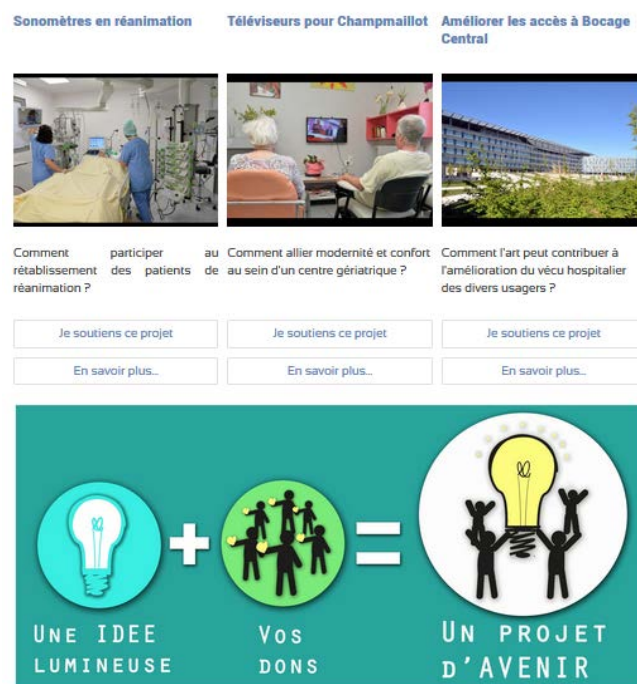 Sonomètres en réanimation
Téléviseurs pour Champmaillot
Améliorer les accès à Bocage
Central
Comment participer au
rétablissement des patients de
réanimation ?
Comment allier modernité et confort
au sein d'un centre gériatrique ?
Comment l'art peut contribuer à
l'amélioration du vécu hospitalier
des divers usagers ?
Je soutiens ce projet
Je soutiens ce projet
Je soutiens ce projet
En savoir plus...
En savoir plus...
En savoir plus...
UNE IDEE
LUMINEUSE
VOS
DONS
UN PROJET
D'AVENIR